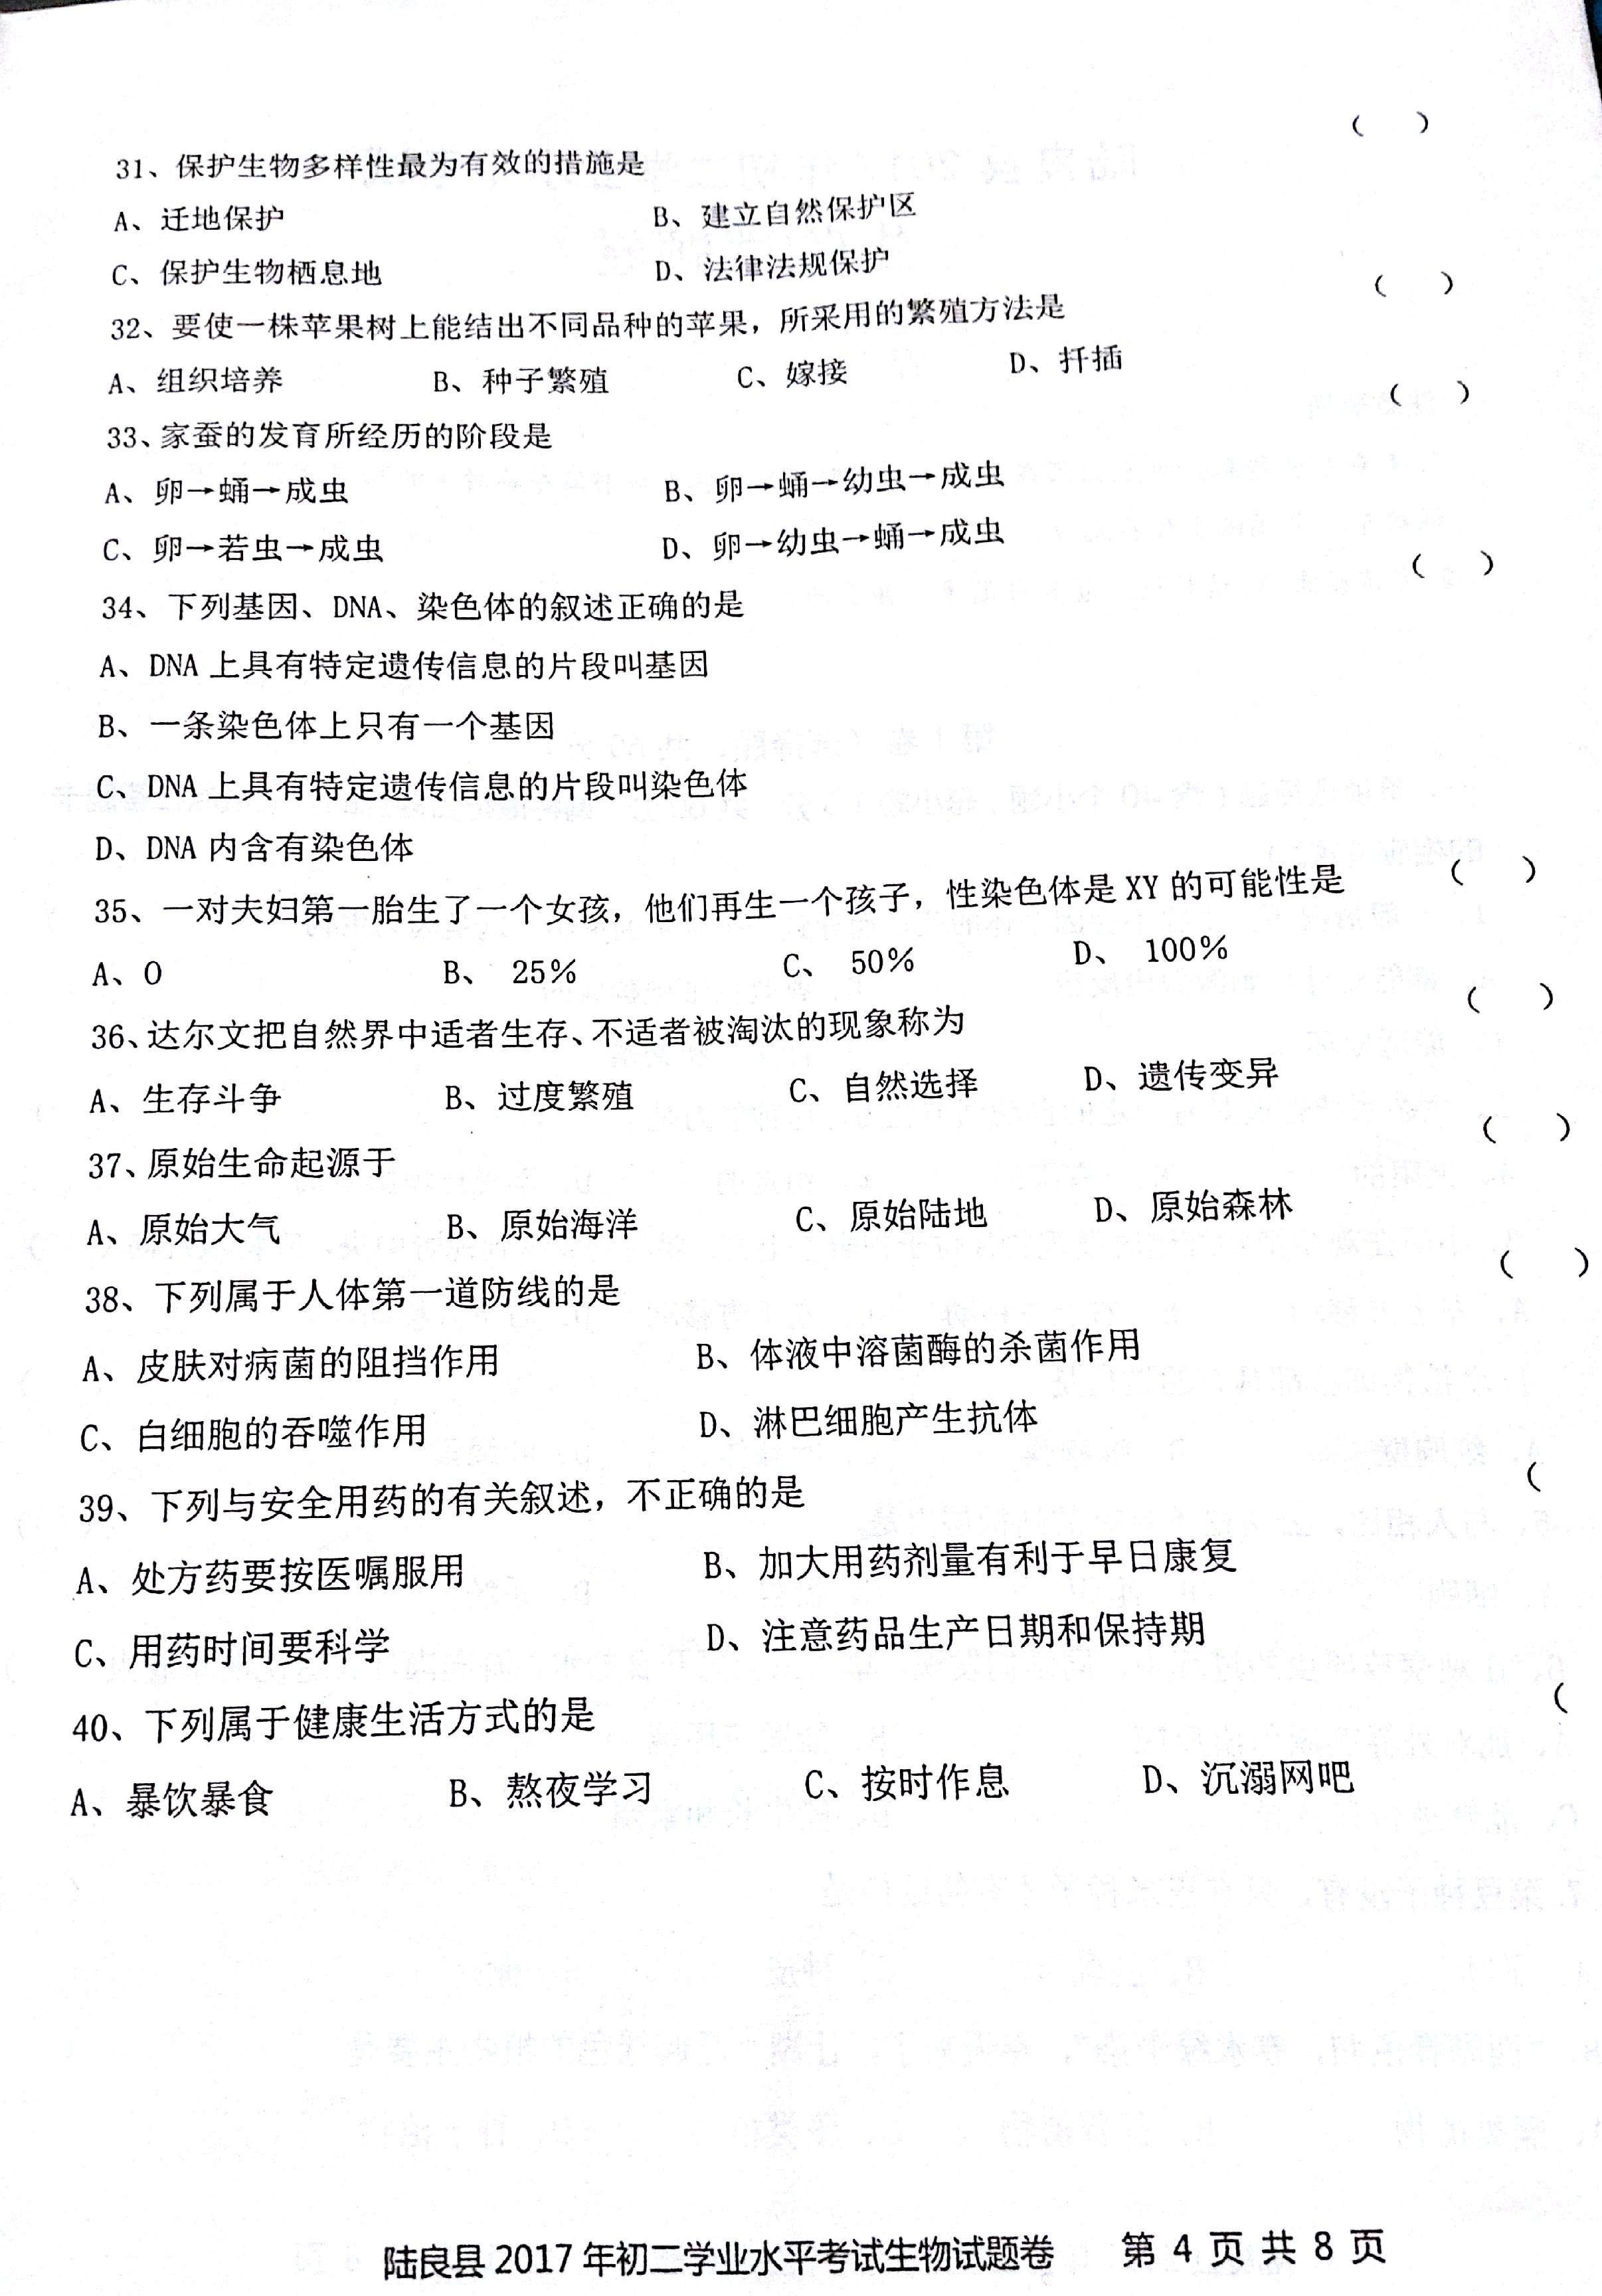 31、保护生物多样性最为有效的措施是 （ ）
A、迁地保护 B、建立自然保护区
C、保护生物栖息地 D、法律法规保护
32、要使一株苹果树上能结出不同品种的苹果，所采用的繁殖方法是 （ ）
A、组织培养 B、种子繁殖 C、嫁接 D、扦插
33、家蚕的发育所经历的阶段是 （ ）
A、卵→蛹→成虫 B、卵→蛹→幼虫→成虫
C、卵→若虫→成虫 D、卵→幼虫→蛹→成虫
34、下列基因、DNA、染色体的叙述正确的是 （ ）
A、DNA 上具有特定遗传信息的片段叫基因
B、一条染色体上只有一个基因
C、DNA 上具有特定遗传信息的片段叫染色体
D、DNA 内含有染色体
35、一对夫妇第一胎生了一个女孩，他们再生一个孩子，性染色体是 XY 的可能性是 （ ）
A、0 B、 25% C、 50% D、 100%
36、达尔文把自然界中适者生存、不适者被淘汰的现象称为 （ ）
A、生存斗争 B、过度繁殖 C、自然选择 D、遗传变异
37、原始生命起源于 （ ）
A、原始大气 B、原始海洋 C、原始陆地 D、原始森林
38、下列属于人体第一道防线的是 （ ）
A、皮肤对病菌的阻挡作用 B、体液中溶菌酶的杀菌作用
C、白细胞的吞噬作用 D、淋巴细胞产生抗体
39、下列与安全用药的有关叙述，不正确的是 （
A、处方药要按医嘱服用 B、加大用药剂量有利于早日康复
C、用药时间要科学 D、注意药品生产日期和保持期
40、下列属于健康生活方式的是 （
A、暴饮暴食 B、熬夜学习 C、按时作息 D、沉溺网吧
陆良县 2017 年初二学业水平考试生物试题卷 第 4 页 共 8 页